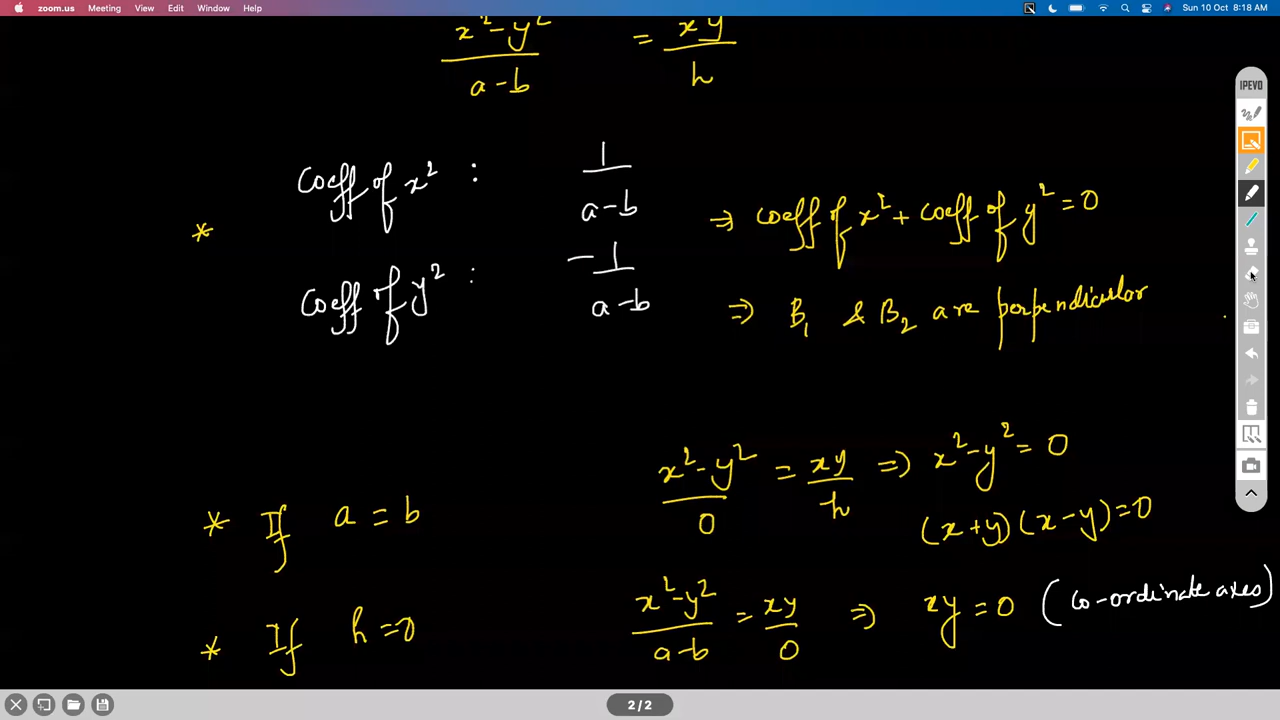 zoom.us Meeting View Edit Window Help Sun 10 Oct 8:18 AM
x²-y²/a-b = xy/h
IPEVO
Coeff of x² : 1/a-b
* ⇒ Coeff of x² + Coeff of y² = 0
Coeff of y² : -1/a-b
⇒ B₁ & B₂ are perpendicular
* If a = b x²-y²/0 = xy/h ⇒ x²-y² = 0
(x+y)(x-y)=0
* If h=0 x²-y²/a-b = xy/0 ⇒ xy=0 (co-ordinate axes)
2/2